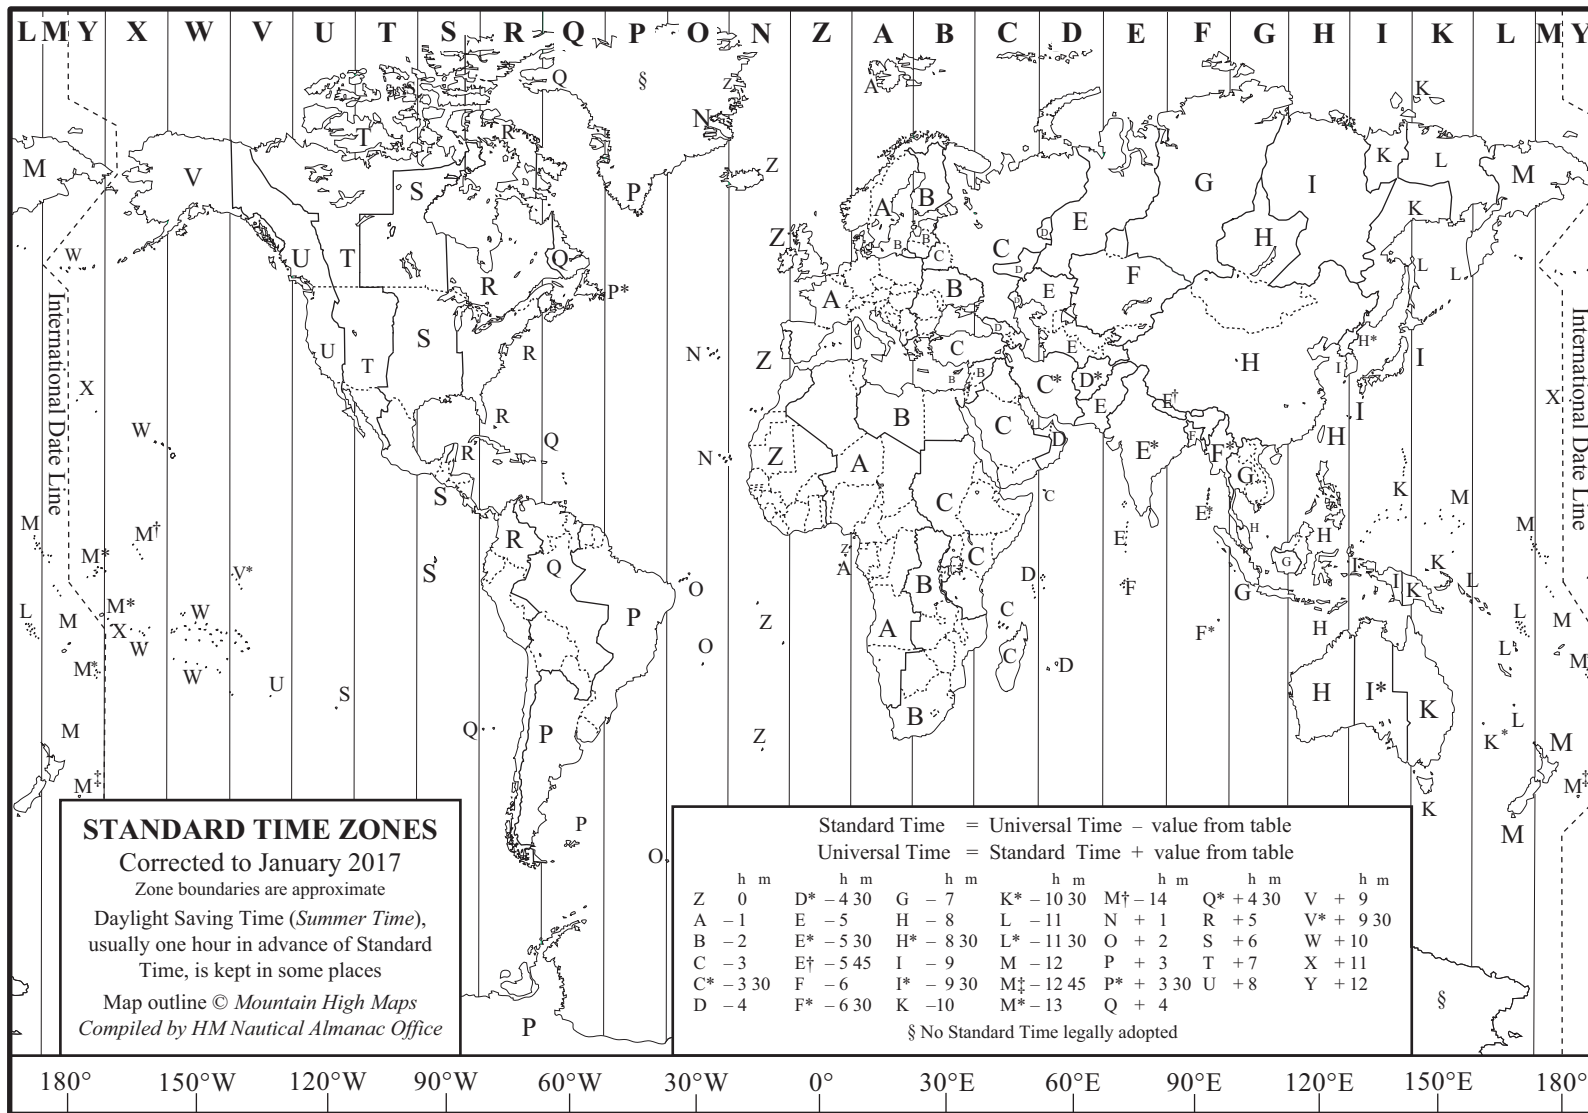 L M Y X W V U T S R Q P O N Z A B C D E F G H I K L M Y
Q
§
Z
A
K
N
T
R
Z
M
V
S
P
A
B
G
K
L
I
M
K
E
D
Z
B
B
C
C
H
W
U
T
Q
D
L
L
R
P*
A
B
D
E
F
International Date Line
International Date Line
S
U
T
R
N
Z
C
D
E
H
H*
I
I
X
B
B
C*
D*
E
E†
X
W
R
Q
N
Z
B
C
D
E*
F
F*
G
H
I
R
S
A
C
C
E*
H
K
M
M
M†
M*
R
Q
S
V*
Z
A
B
C
E
H
M
K
L
M*
W
O
D
F
G
G
I
I
K
L
L
M
X
W
P
Z
A
C
F*
H
L
M
M*
W
U
S
O
C
D
H
I*
K
L
M*
M
Q
P
Z
B
K*
L
M
M‡
K
M‡
M
P
O
STANDARD TIME ZONES
Corrected to January 2017
Zone boundaries are approximate
Daylight Saving Time (Summer Time),
usually one hour in advance of Standard
Time, is kept in some places
Map outline © Mountain High Maps
Compiled by HM Nautical Almanac Office
P
Standard Time = Universal Time – value from table
Universal Time = Standard Time + value from table
h m h m h m h m h m h m h m
Z 0 D* – 4 30 G – 7 K* – 10 30 M† – 14 Q* + 4 30 V + 9
A – 1 E – 5 H – 8 L – 11 N + 1 R + 5 V* + 9 30
B – 2 E* – 5 30 H* – 8 30 L* – 11 30 O + 2 S + 6 W + 10
C – 3 E† – 5 45 I – 9 M – 12 P + 3 T + 7 X + 11
C* – 3 30 F – 6 I* – 9 30 M‡ – 12 45 P* + 3 30 U + 8 Y + 12
D – 4 F* – 6 30 K – 10 M* – 13 Q + 4
§ No Standard Time legally adopted
§
180° 150°W 120°W 90°W 60°W 30°W 0° 30°E 60°E 90°E 120°E 150°E 180°